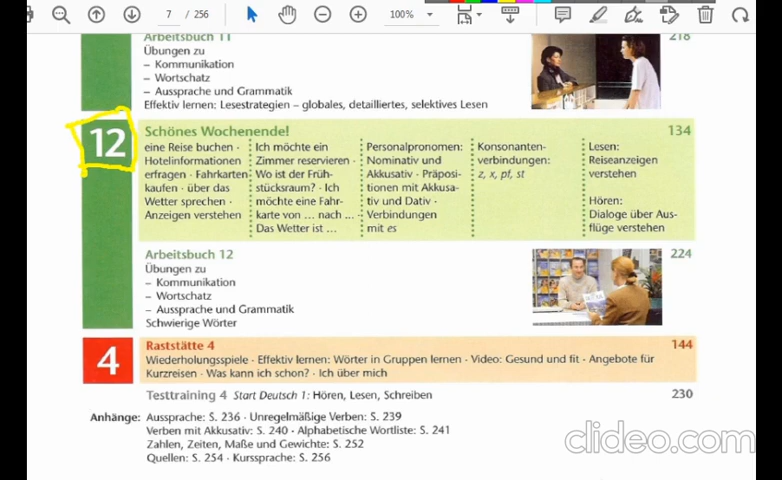 7 / 256
100%
Arbeitsbuch 11
218
Übungen zu
– Kommunikation
– Wortschatz
– Aussprache und Grammatik
Effektiv lernen: Lesestrategien – globales, detailliertes, selektives Lesen
12
Schönes Wochenende!
134
eine Reise buchen ·
Hotelinformationen
erfragen · Fahrkarten
kaufen · über das
Wetter sprechen ·
Anzeigen verstehen
Ich möchte ein
Zimmer reservieren ·
Wo ist der Früh-
stücksraum? · Ich
möchte eine Fahr-
karte von ... nach ... ·
Das Wetter ist ...
Personalpronomen:
Nominativ und
Akkusativ · Präposi-
tionen mit Akkusa-
tiv und Dativ ·
Verbindungen
mit es
Konsonanten-
verbindungen:
z, x, pf, st
Lesen:
Reiseanzeigen
verstehen
Hören:
Dialoge über Aus-
flüge verstehen
Arbeitsbuch 12
224
Übungen zu
– Kommunikation
– Wortschatz
– Aussprache und Grammatik
Schwierige Wörter
4
Raststätte 4
144
Wiederholungsspiele · Effektiv lernen: Wörter in Gruppen lernen · Video: Gesund und fit · Angebote für
Kurzreisen · Was kann ich schon? · Ich über mich
Testtraining 4 Start Deutsch 1: Hören, Lesen, Schreiben
230
Anhänge: Aussprache: S. 236 · Unregelmäßige Verben: S. 239
Verben mit Akkusativ: S. 240 · Alphabetische Wortliste: S. 241
Zahlen, Zeiten, Maße und Gewichte: S. 252
Quellen: S. 254 · Kurssprache: S. 256
clideo.com